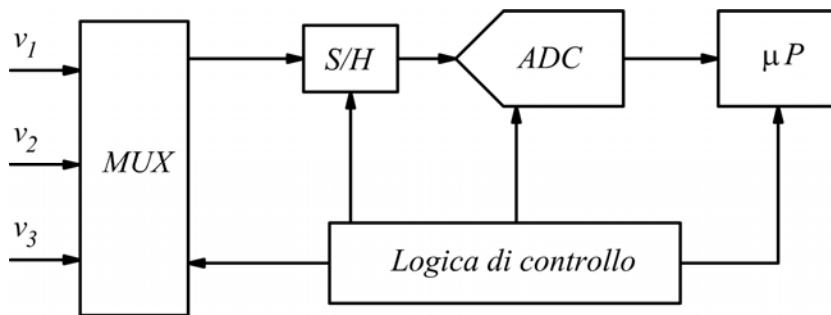 v1
S/H
ADC
μP
v2
MUX
v3
Logica di controllo